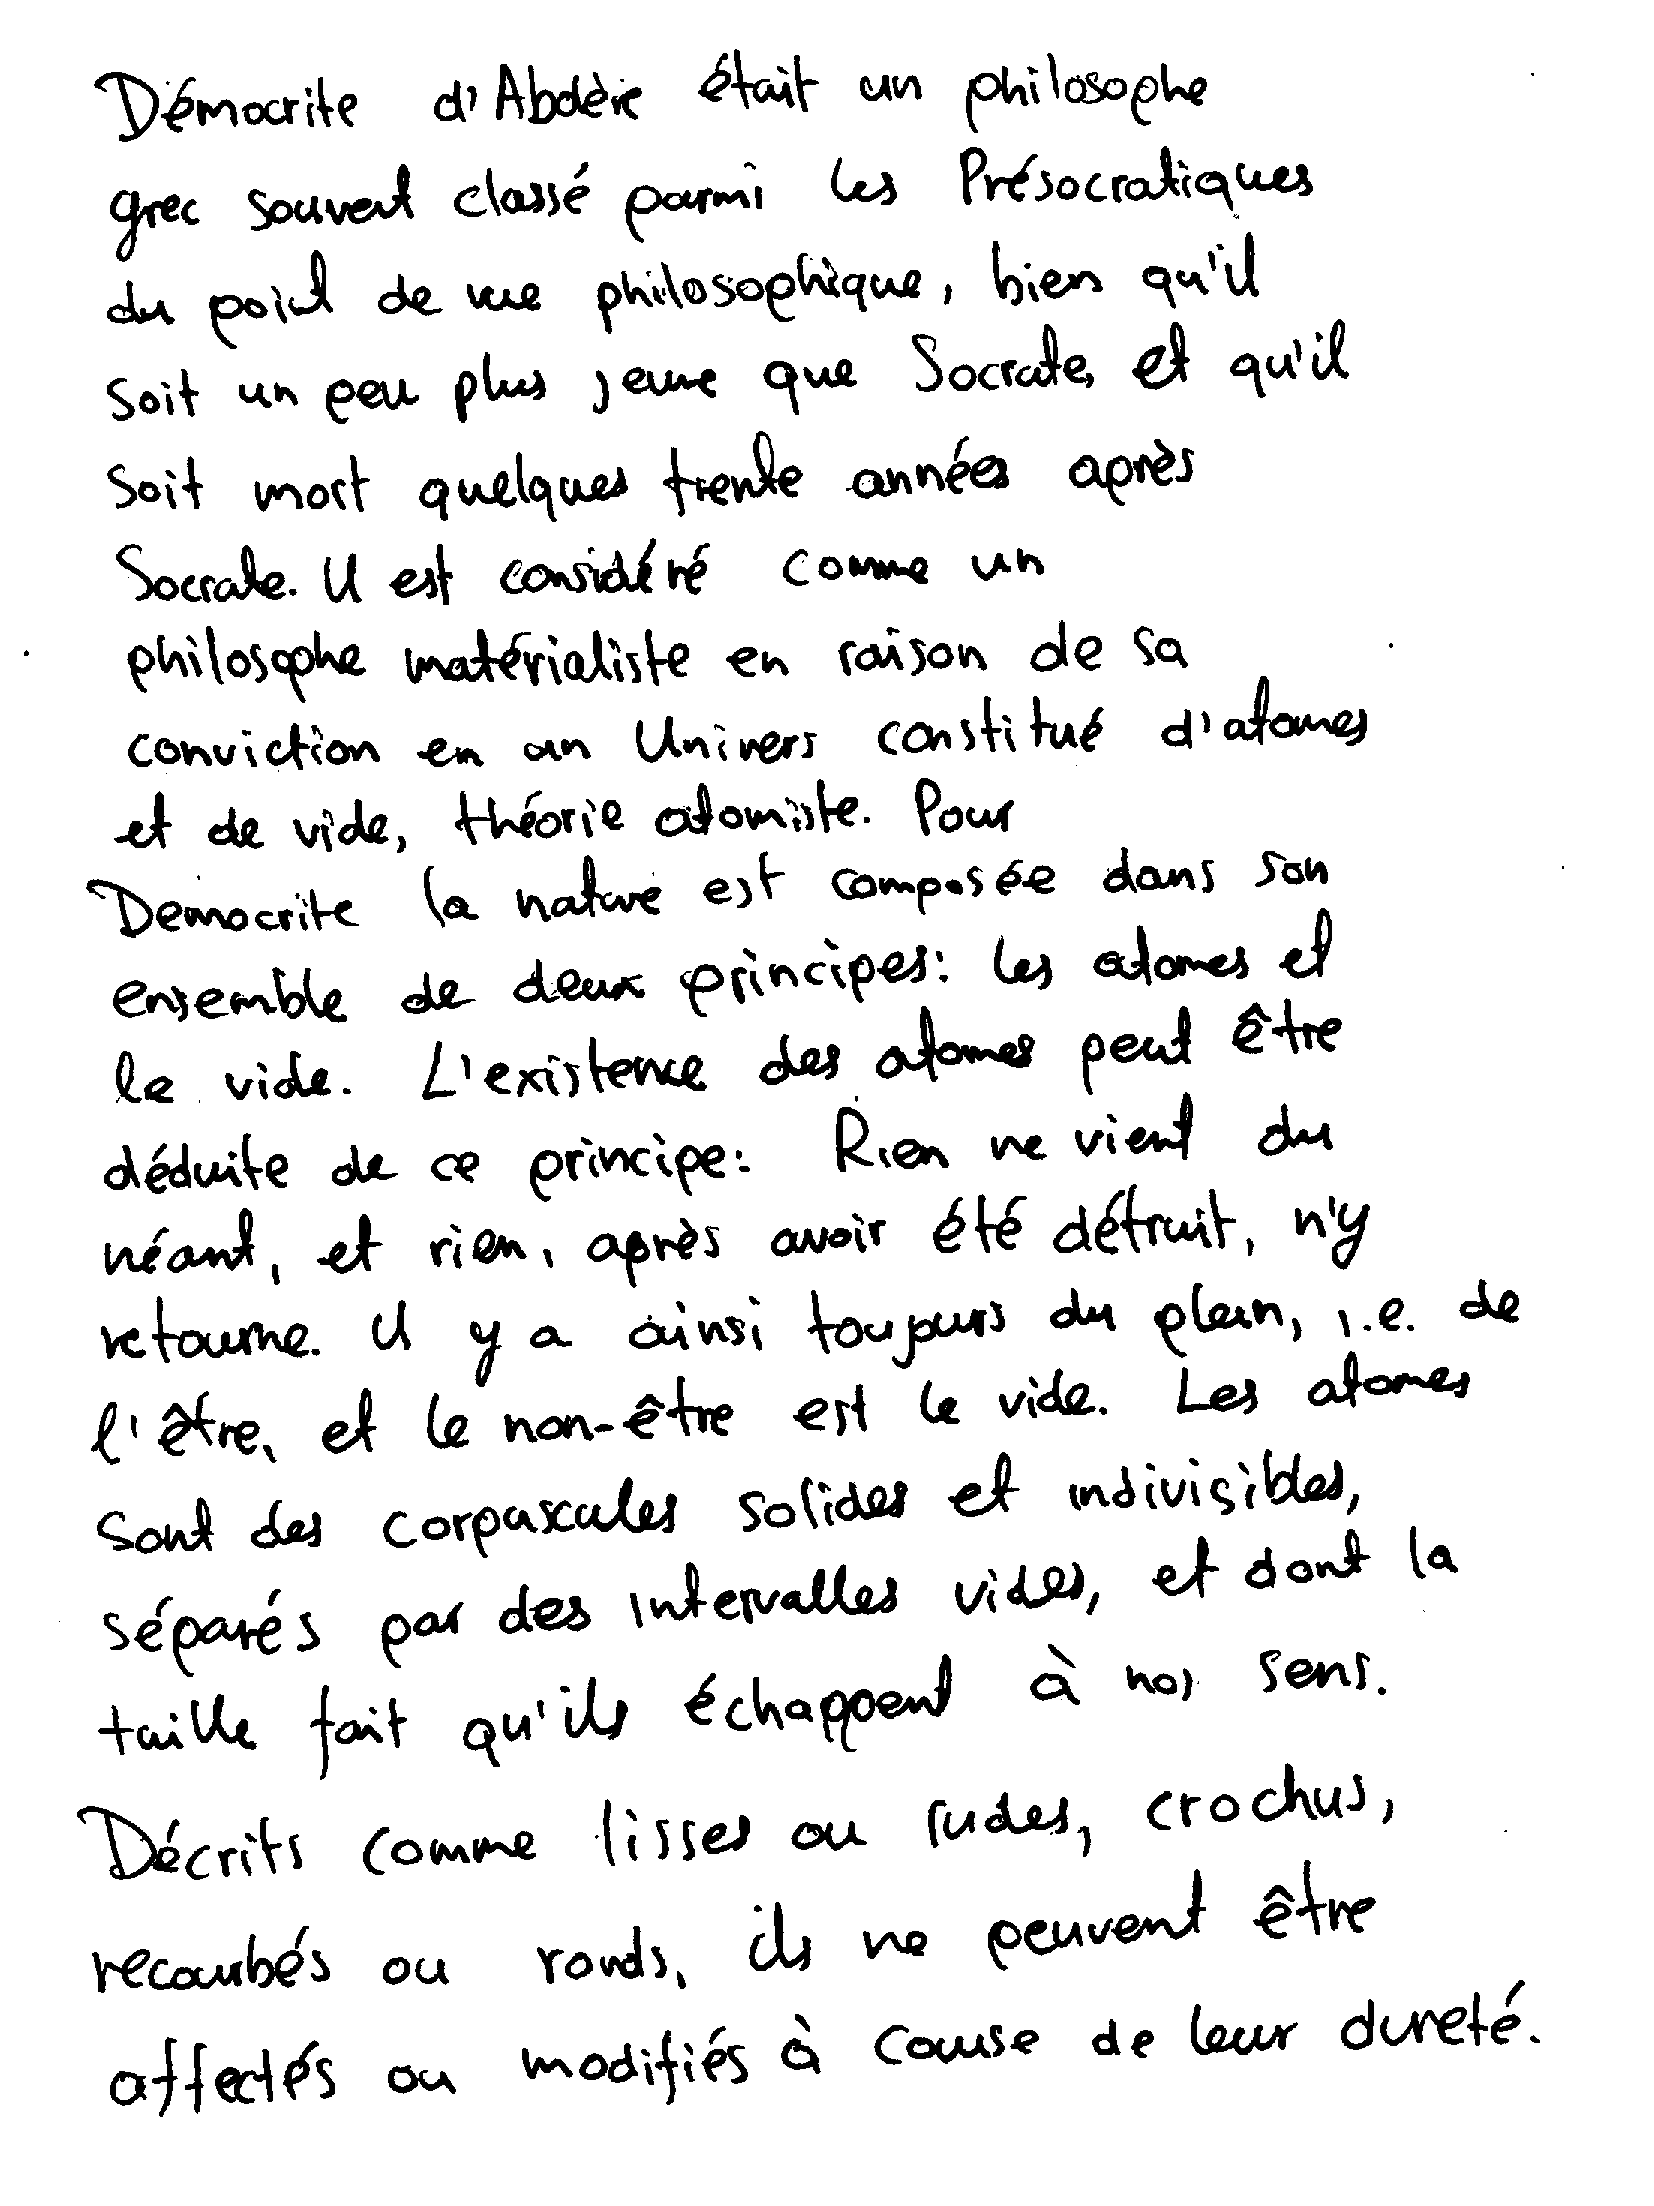 Démocrite d'Abdère était un philosophe
grec souvent classé parmi les Présocratiques
du point de vue philosophique, bien qu'il
soit un peu plus jeune que Socrate, et qu'il
soit mort quelques trente années après
Socrate. Il est considéré comme un
philosophe matérialiste en raison de sa
conviction en un Univers constitué d'atomes
et de vide, théorie atomiste. Pour
Democrite la nature est composée dans son
ensemble de deux principes: les atomes et
le vide. L'existence des atomes peut être
déduite de ce principe: Rien ne vient du
néant, et rien, après avoir été détruit, n'y
retourne. Il y a ainsi toujours du plein, i.e. de
l'être, et le non-être est le vide. Les atomes
sont des corpuscules solides et indivisibles,
séparés par des intervalles vides, et dont la
taille fait qu'ils échappent à nos sens.
Décrits comme lisses ou rudes, crochus,
recourbés ou ronds, ils ne peuvent être
affectés ou modifiés à cause de leur dureté.